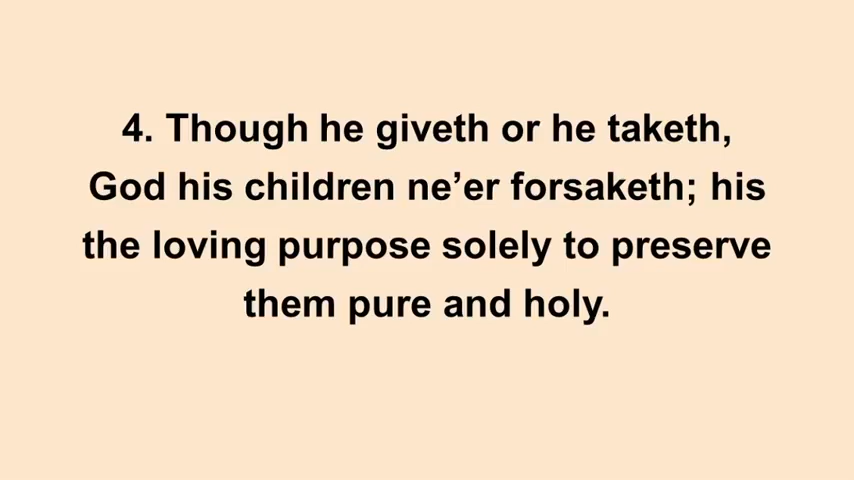 4. Though he giveth or he taketh,
God his children ne’er forsaketh; his
the loving purpose solely to preserve
them pure and holy.